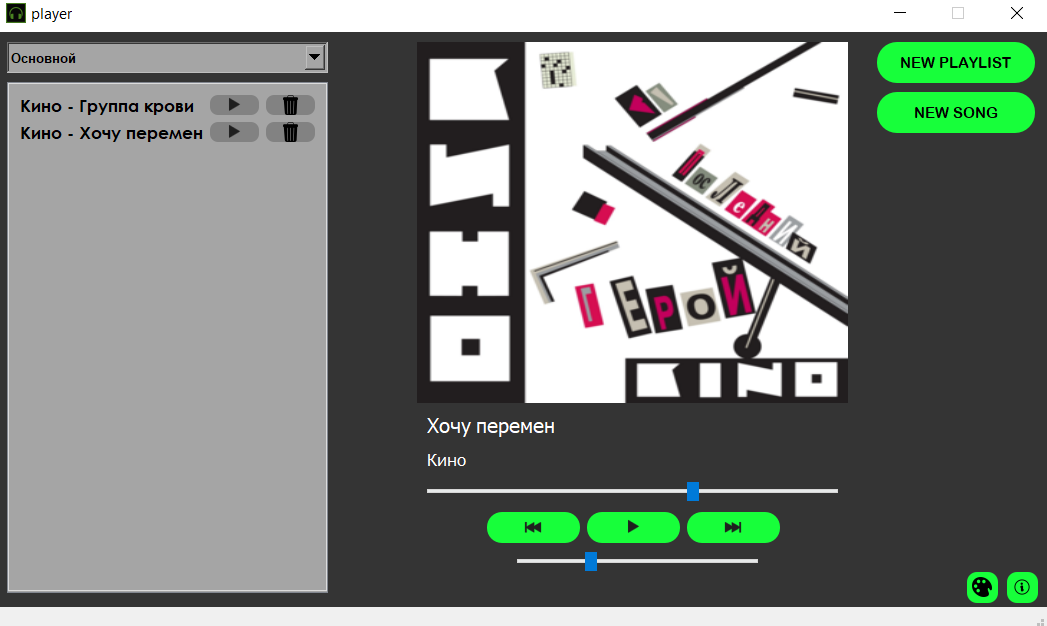 player
Основной
Кино - Группа крови
Кино - Хочу перемен
КИНО
Последний
ГЕРОЙ
KINO
Хочу перемен
Кино
NEW PLAYLIST
NEW SONG